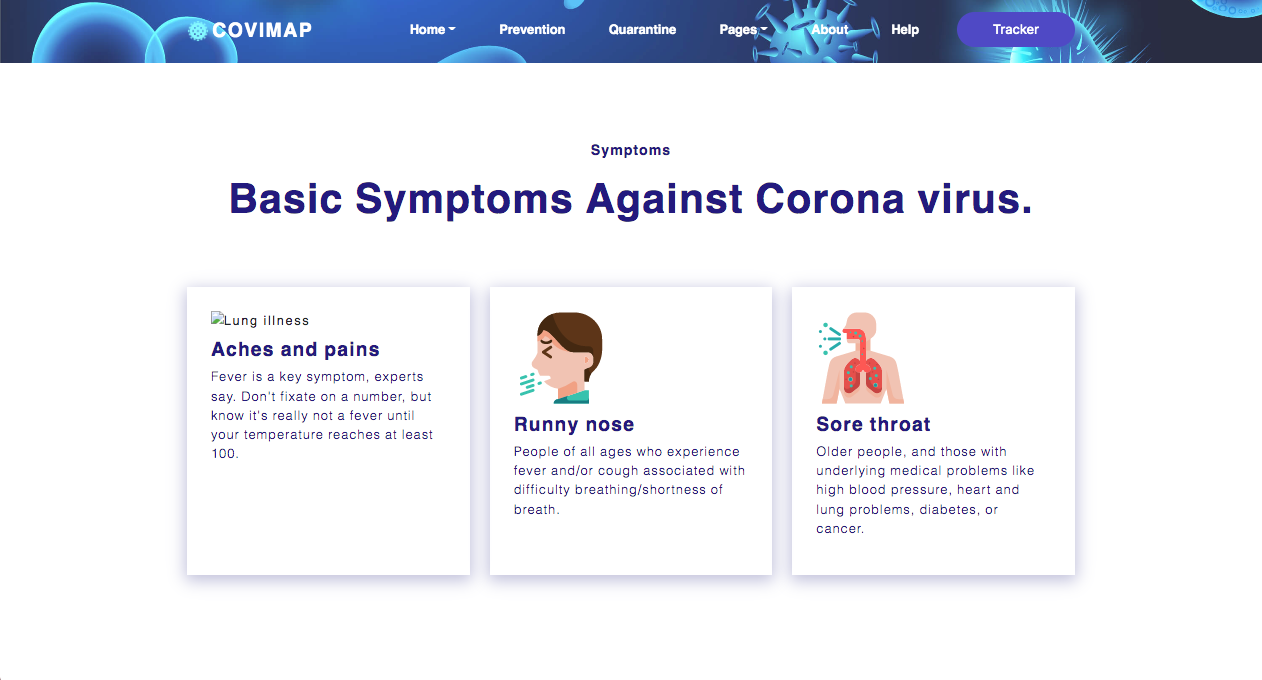 COVIMAP Home Prevention Quarantine Pages About Help Tracker
Symptoms
Basic Symptoms Against Corona virus.
Lung illness
Aches and pains
Fever is a key symptom, experts
say. Don't fixate on a number, but
know it's really not a fever until
your temperature reaches at least
100.
Runny nose
People of all ages who experience
fever and/or cough associated with
difficulty breathing/shortness of
breath.
Sore throat
Older people, and those with
underlying medical problems like
high blood pressure, heart and
lung problems, diabetes, or
cancer.